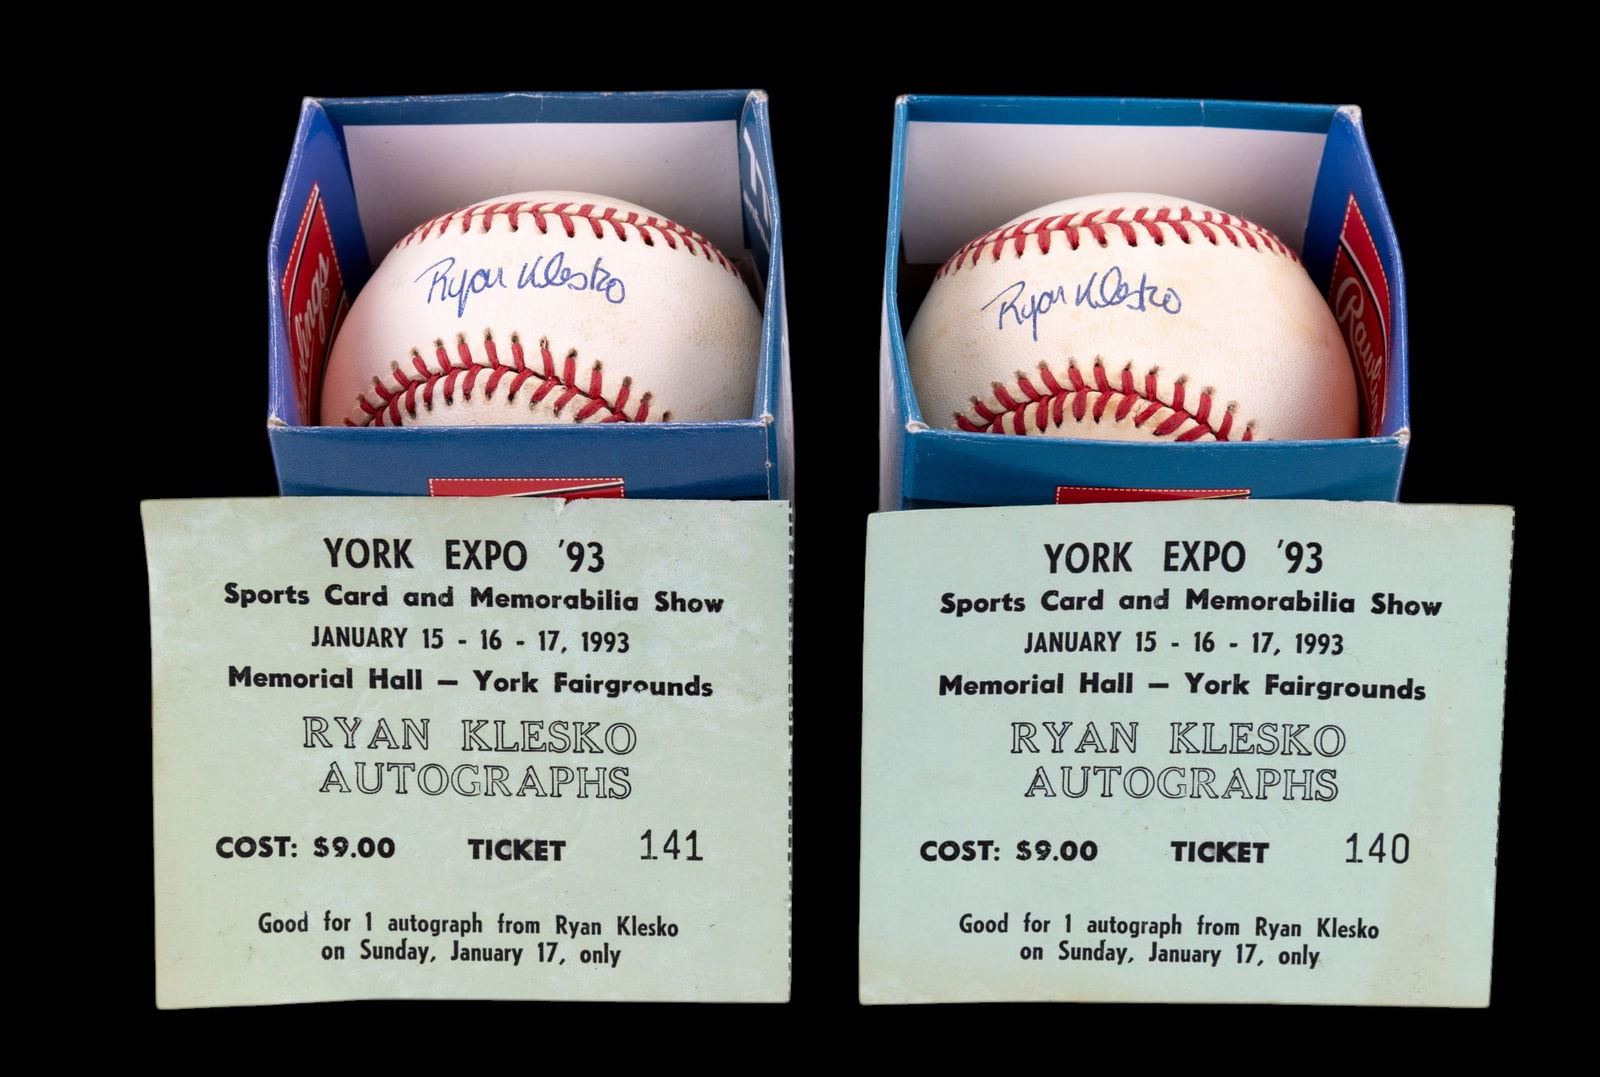 Ryan Klesko
Ryan Klesko
YORK EXPO '93
Sports Card and Memorabilia Show
JANUARY 15 - 16 - 17, 1993
Memorial Hall — York Fairgrounds
RYAN KLESKO
AUTOGRAPHS
COST: $9.00 TICKET 141
Good for 1 autograph from Ryan Klesko
on Sunday, January 17, only
YORK EXPO '93
Sports Card and Memorabilia Show
JANUARY 15 - 16 - 17, 1993
Memorial Hall — York Fairgrounds
RYAN KLESKO
AUTOGRAPHS
COST: $9.00 TICKET 140
Good for 1 autograph from Ryan Klesko
on Sunday, January 17, only